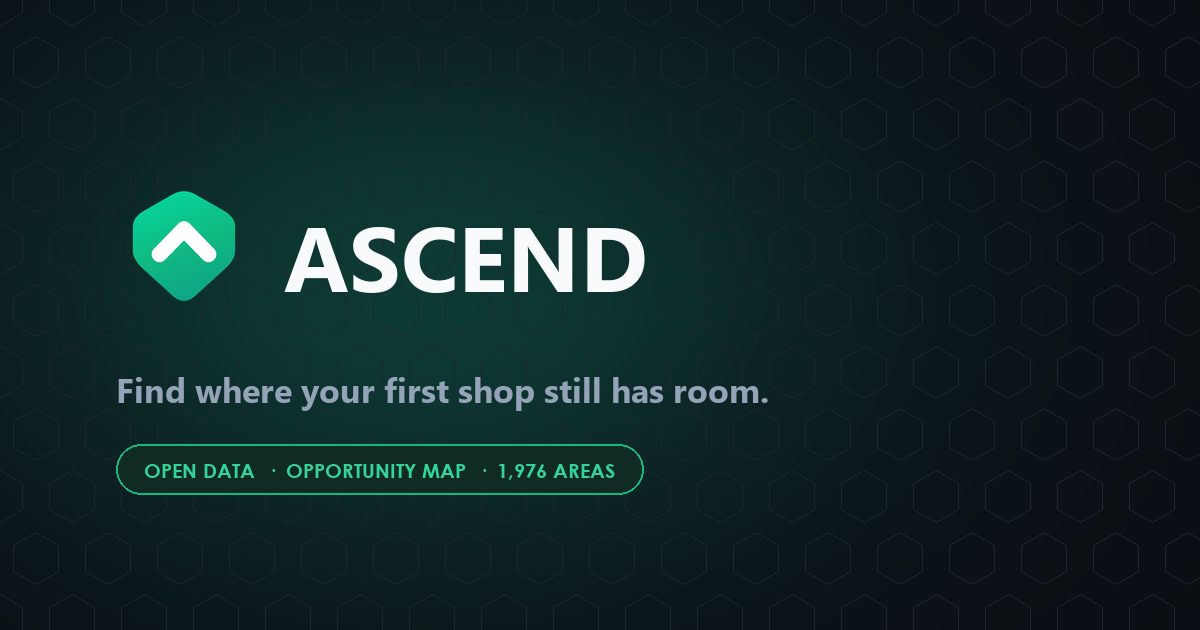 ASCEND
Find where your first shop still has room.
OPEN DATA · OPPORTUNITY MAP · 1,976 AREAS